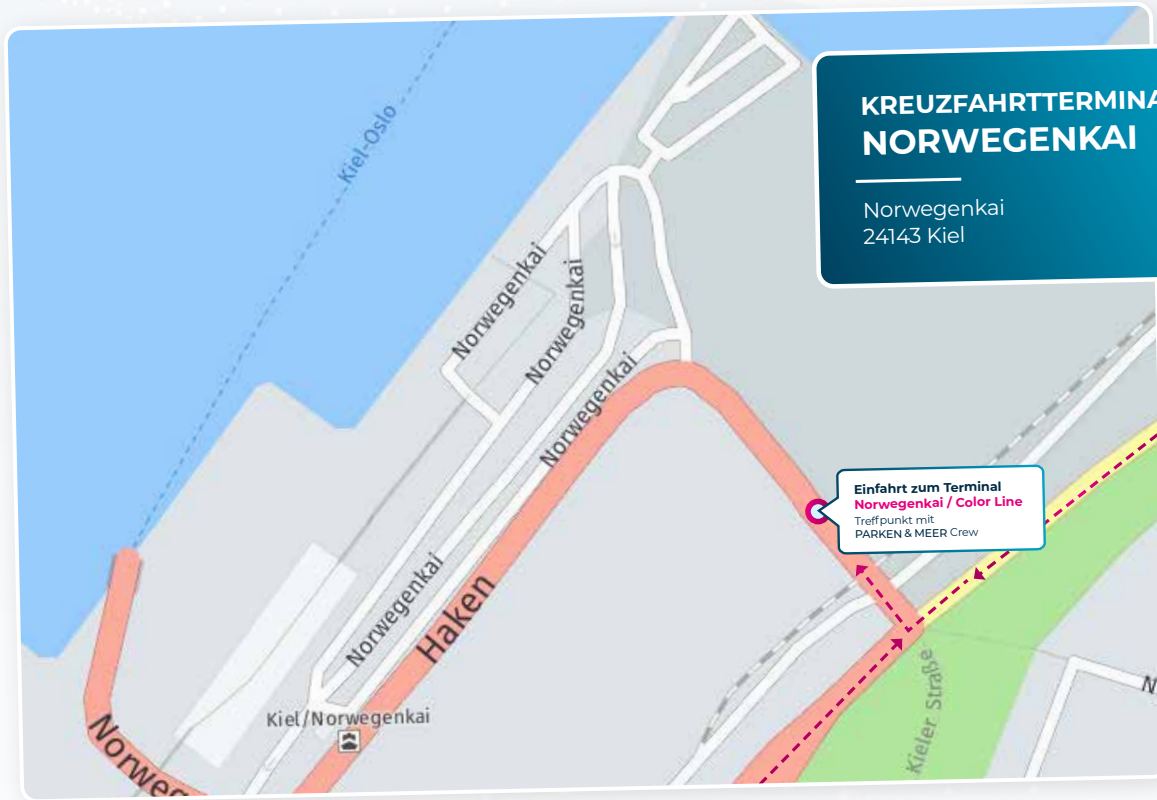 KREUZFAHRTTERMINA
NORWEGENKAI
Norwegenkai
24143 Kiel
Kiel-Oslo
Norwegenkai
Norwegenkai
Norwegenkai
Norwegenkai
Norwegenkai
Haken
Einfahrt zum Terminal
Norwegenkai / Color Line
Treffpunkt mit
PARKEN & MEER Crew
Kieler Straße
N
Kiel/Norwegenkai
Norweg